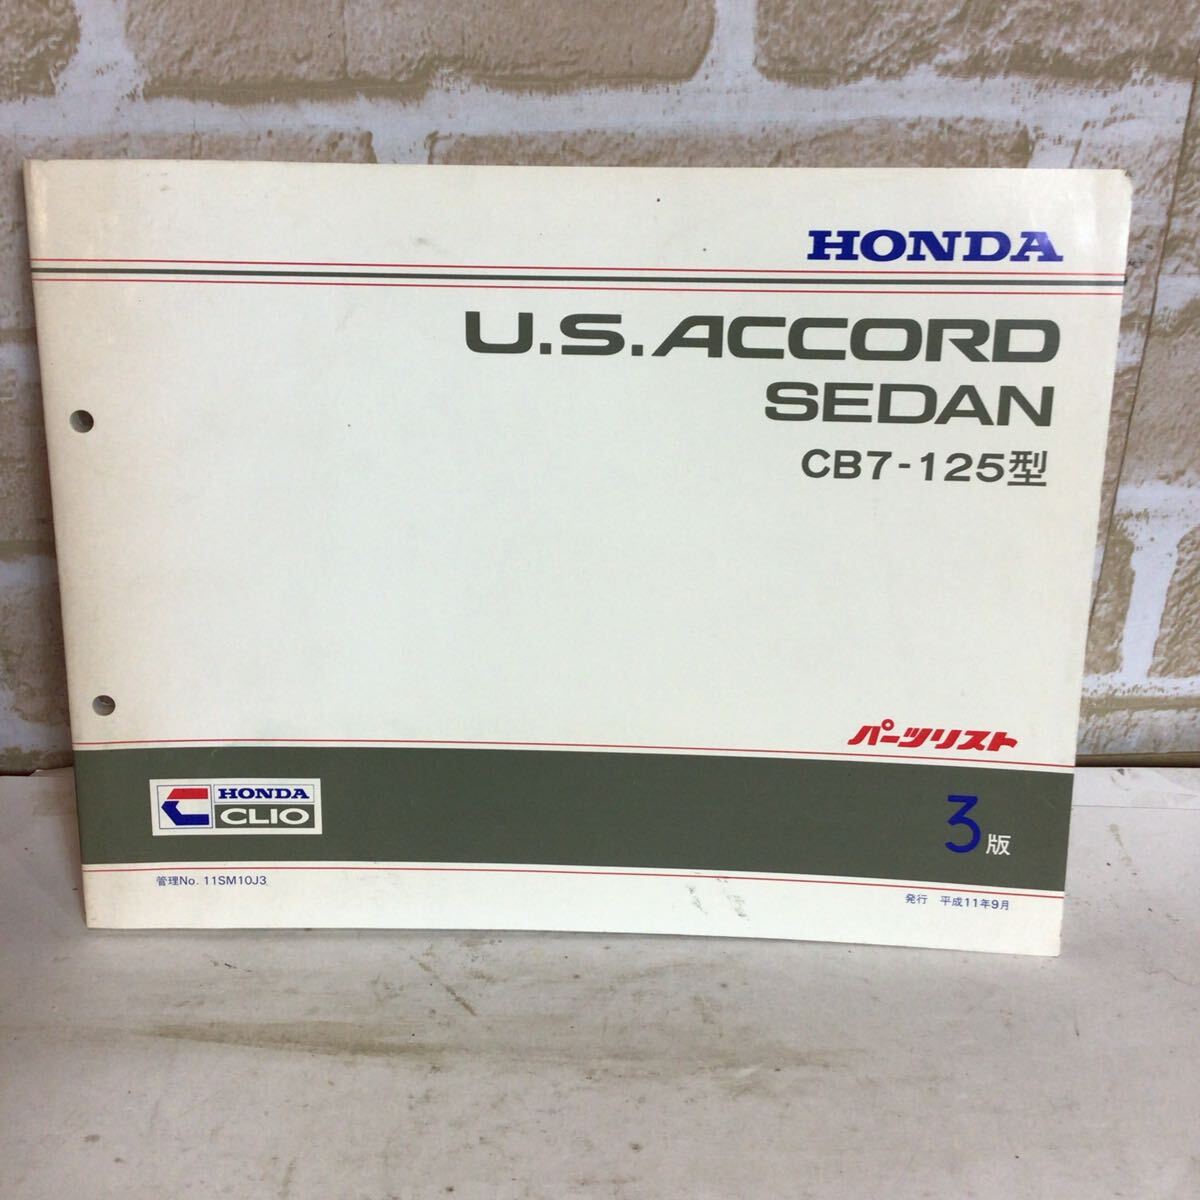 HONDA
U.S.ACCORD
SEDAN
CB7-125型
パーツリスト
HONDA
CLIO
3版
管理No. 11SM10J3
発行 平成11年9月